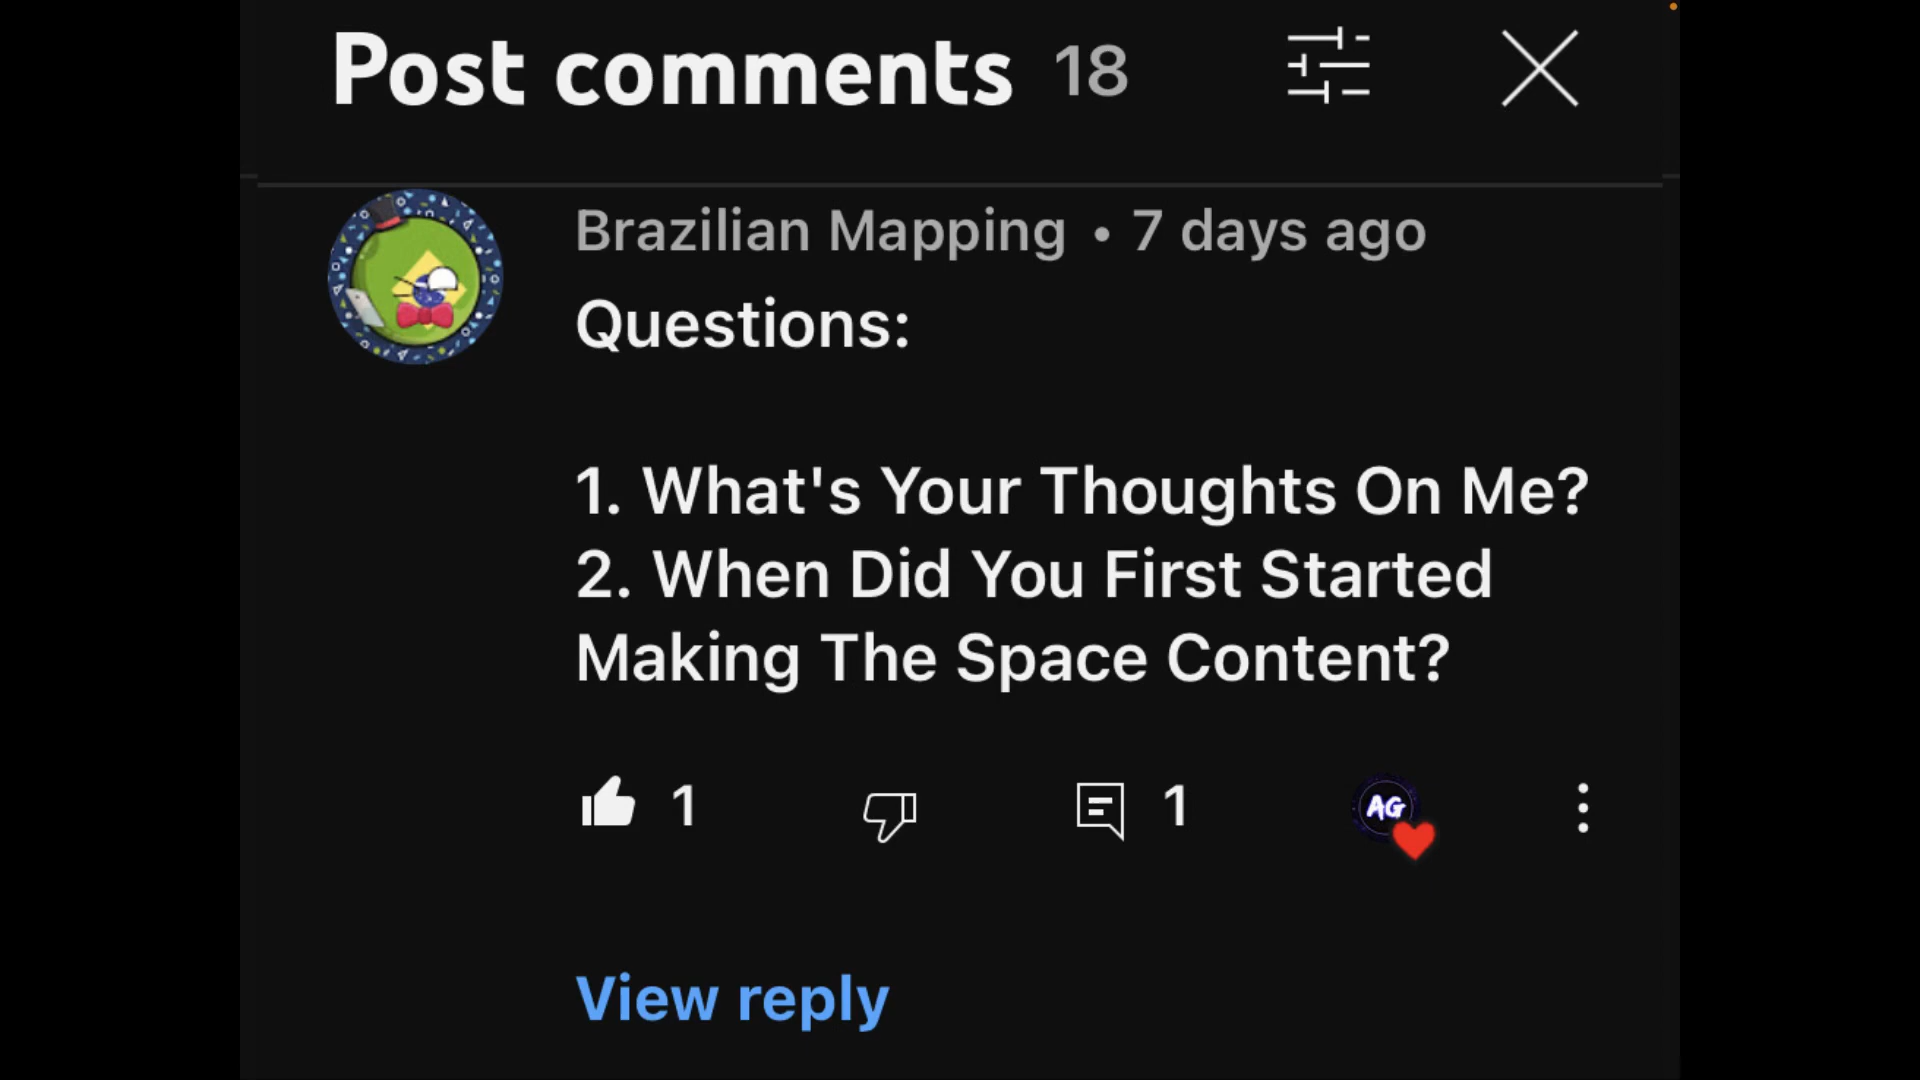 Post comments 18
Brazilian Mapping • 7 days ago
Questions:
1. What's Your Thoughts On Me?
2. When Did You First Started
Making The Space Content?
1 1 AG
View reply